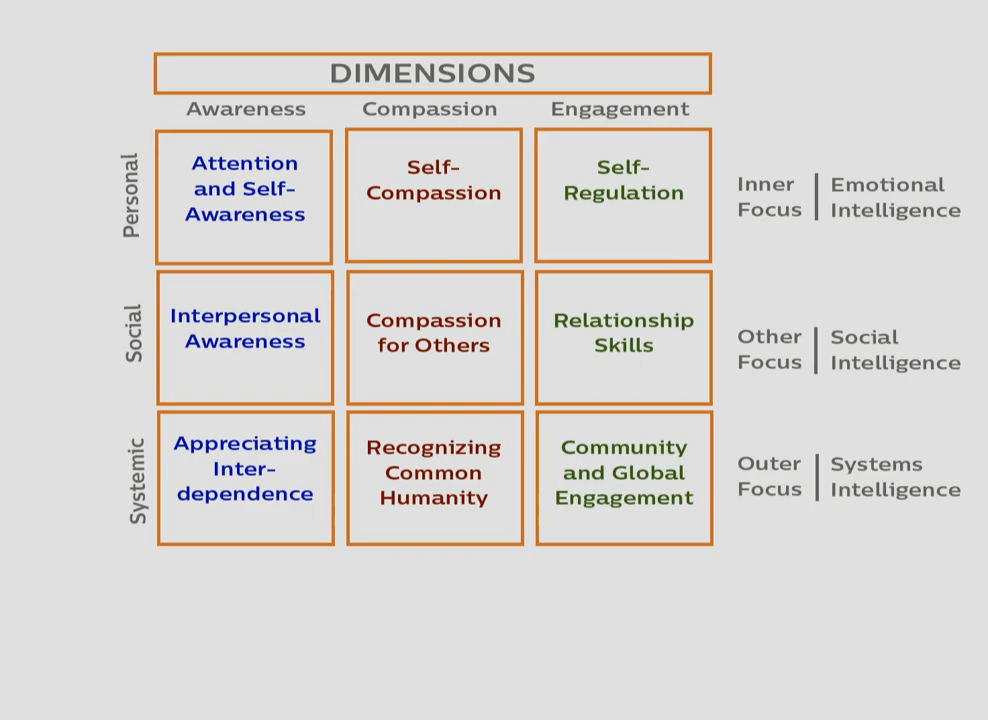 DIMENSIONS
Awareness Compassion Engagement
Personal
Attention
and Self-
Awareness
Self-
Compassion
Self-
Regulation
Inner
Focus
Emotional
Intelligence
Social
Interpersonal
Awareness
Compassion
for Others
Relationship
Skills
Other
Focus
Social
Intelligence
Systemic
Appreciating
Inter-
dependence
Recognizing
Common
Humanity
Community
and Global
Engagement
Outer
Focus
Systems
Intelligence